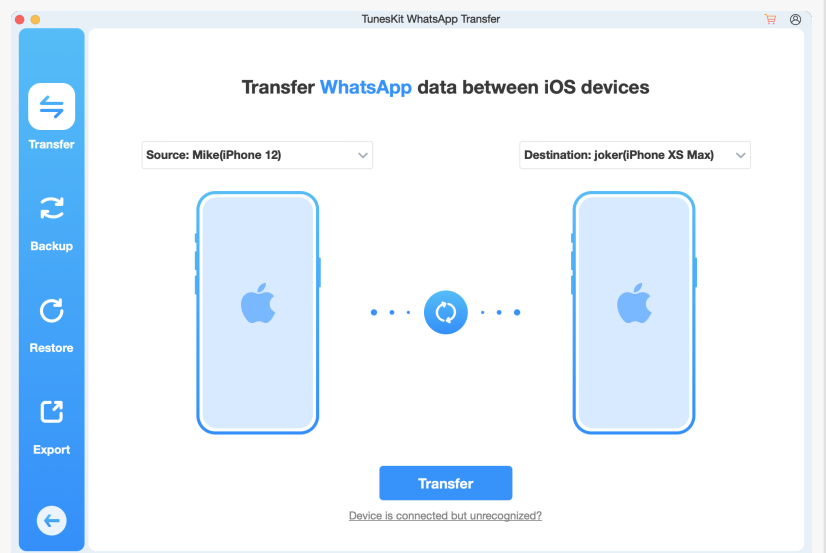 TunesKit WhatsApp Transfer
Transfer WhatsApp data between iOS devices
Source: Mike(iPhone 12)
Destination: joker(iPhone XS Max)
Transfer
Backup
Restore
Export
Transfer
Device is connected but unrecognized?